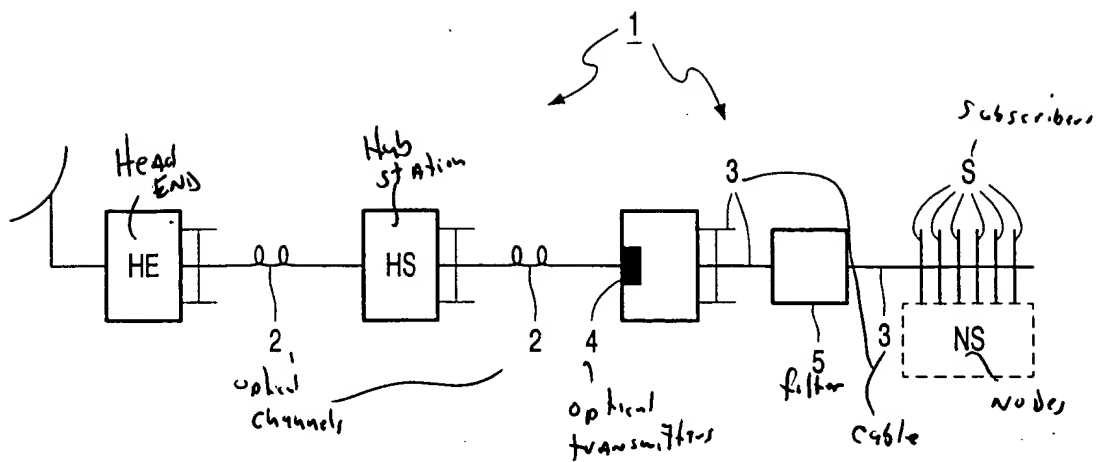 1
Subscribers
Head
END
Hub
Station
3
S
HE
HS
2
2
4
5
3
NS
optical
channels
optical
transmitters
filter
cable
Nodes